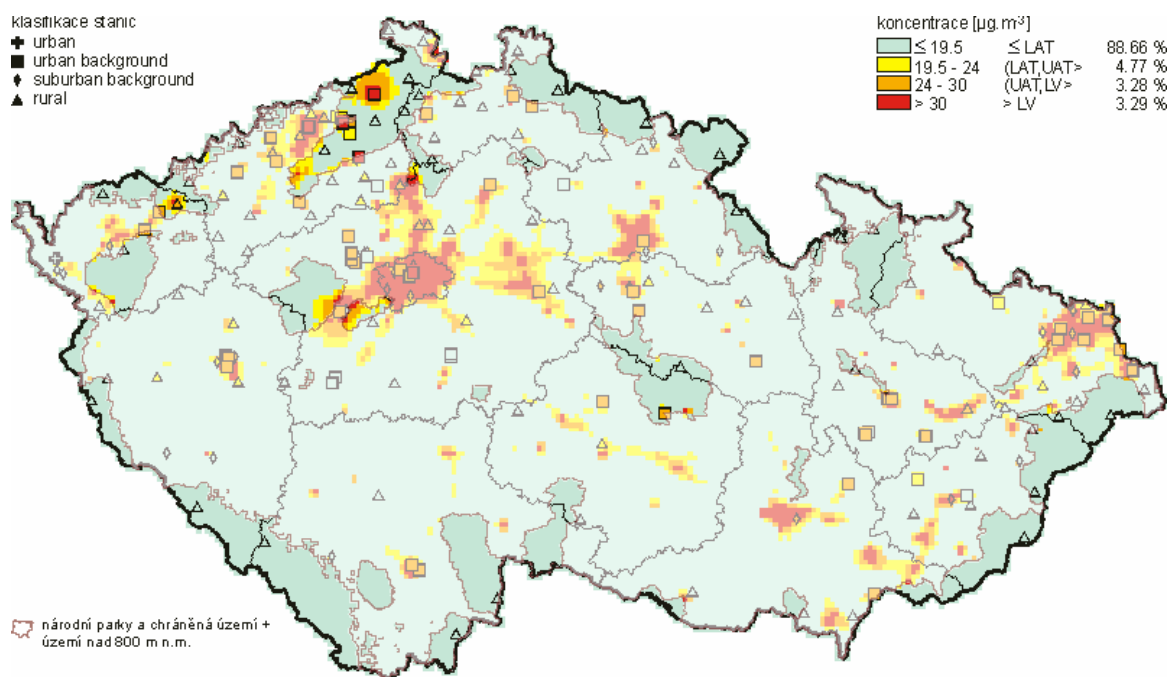 klasifikace stanic
urban
urban background
suburban background
rural
koncentrace [µg.m⁻³]
≤ 19.5 ≤ LAT 88.66 %
19.5 - 24 (LAT,UAT> 4.77 %
24 - 30 (UAT,LV> 3.28 %
> 30 > LV 3.29 %
národní parky a chráněná území +
území nad 800 m n.m.